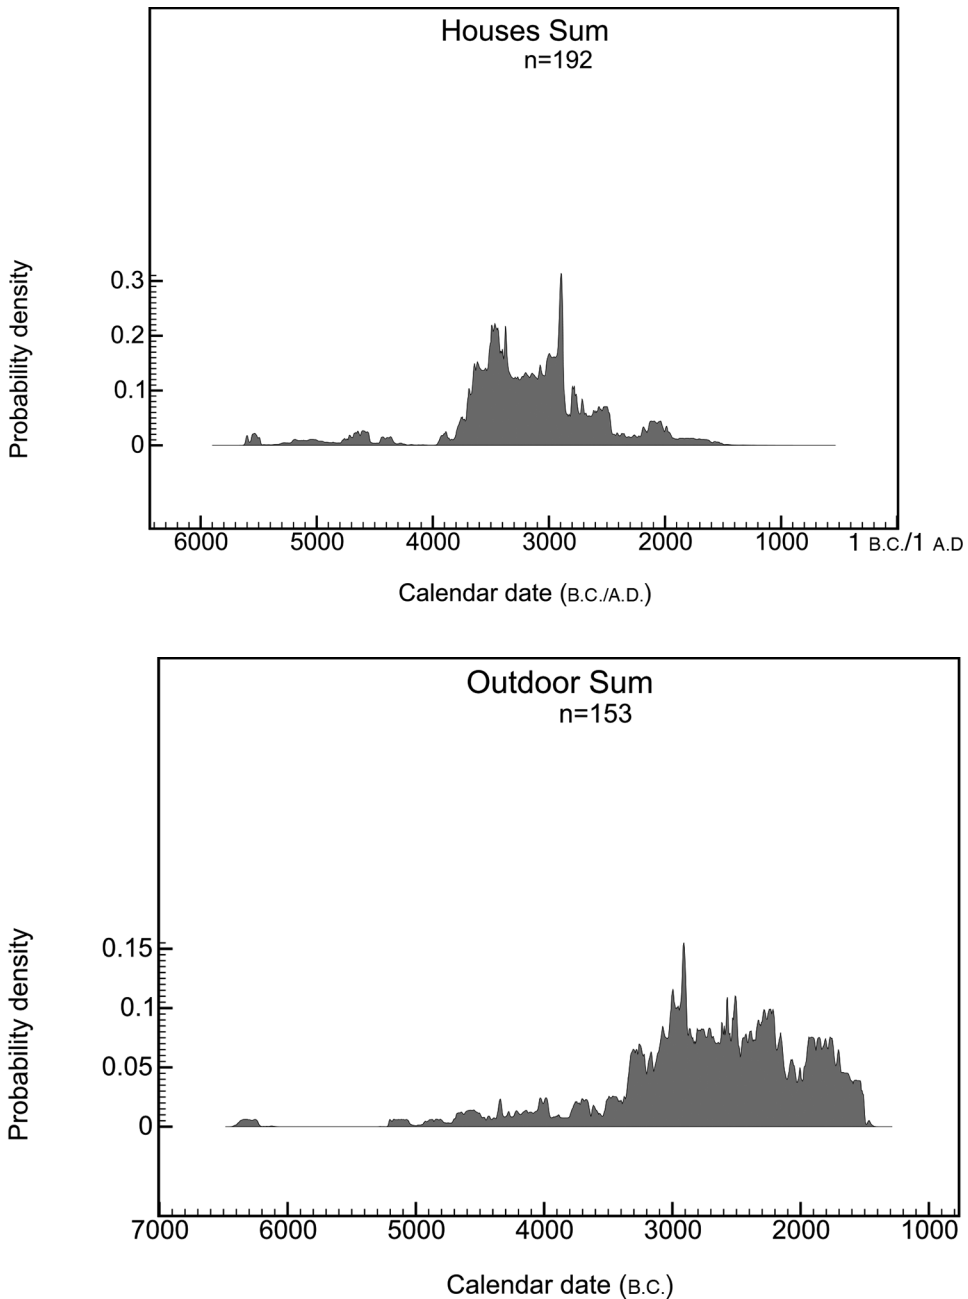 Houses Sum
n=192
Probability density
0.3
0.2
0.1
0
6000 5000 4000 3000 2000 1000 1 B.C./1 A.D
Calendar date (B.C./A.D.)
Outdoor Sum
n=153
Probability density
0.15
0.1
0.05
0
7000 6000 5000 4000 3000 2000 1000
Calendar date (B.C.)